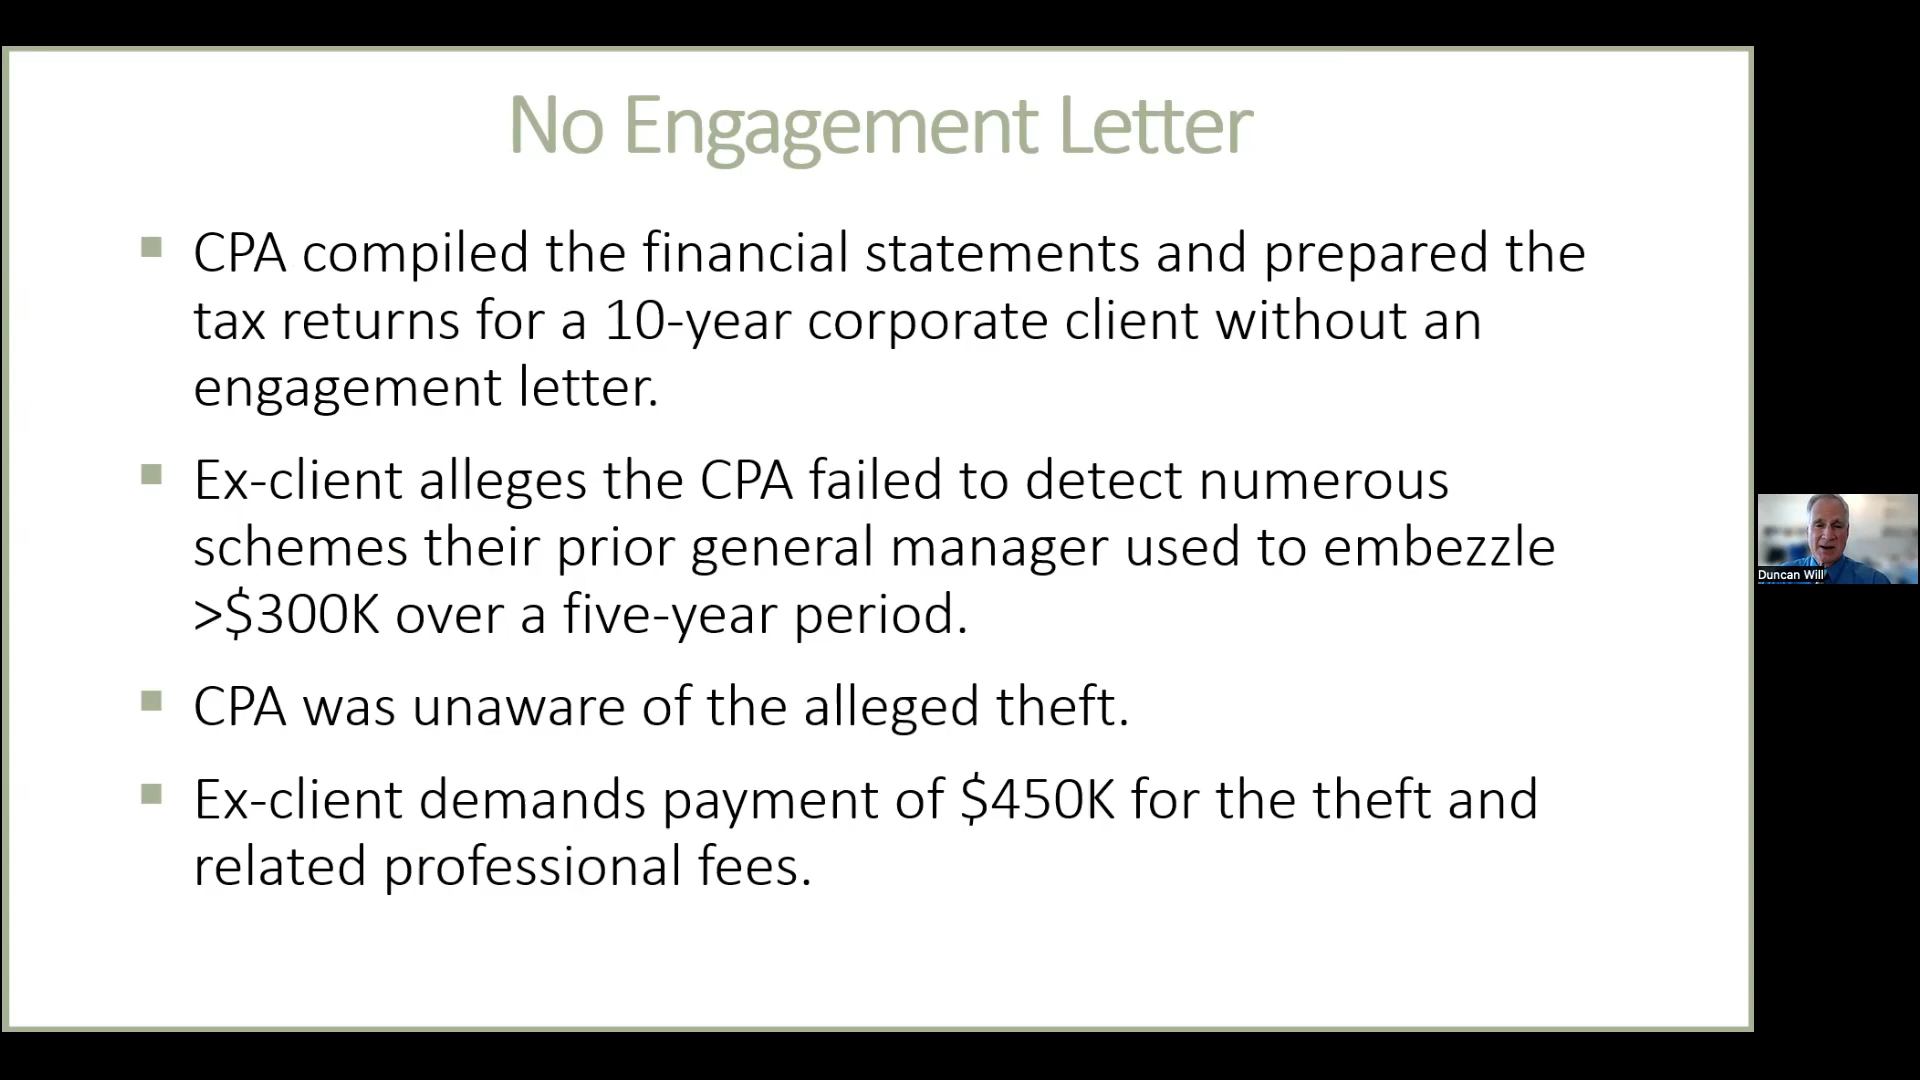 No Engagement Letter
CPA compiled the financial statements and prepared the
tax returns for a 10-year corporate client without an
engagement letter.
Ex-client alleges the CPA failed to detect numerous
schemes their prior general manager used to embezzle
>$300K over a five-year period.
CPA was unaware of the alleged theft.
Ex-client demands payment of $450K for the theft and
related professional fees.
Duncan Will